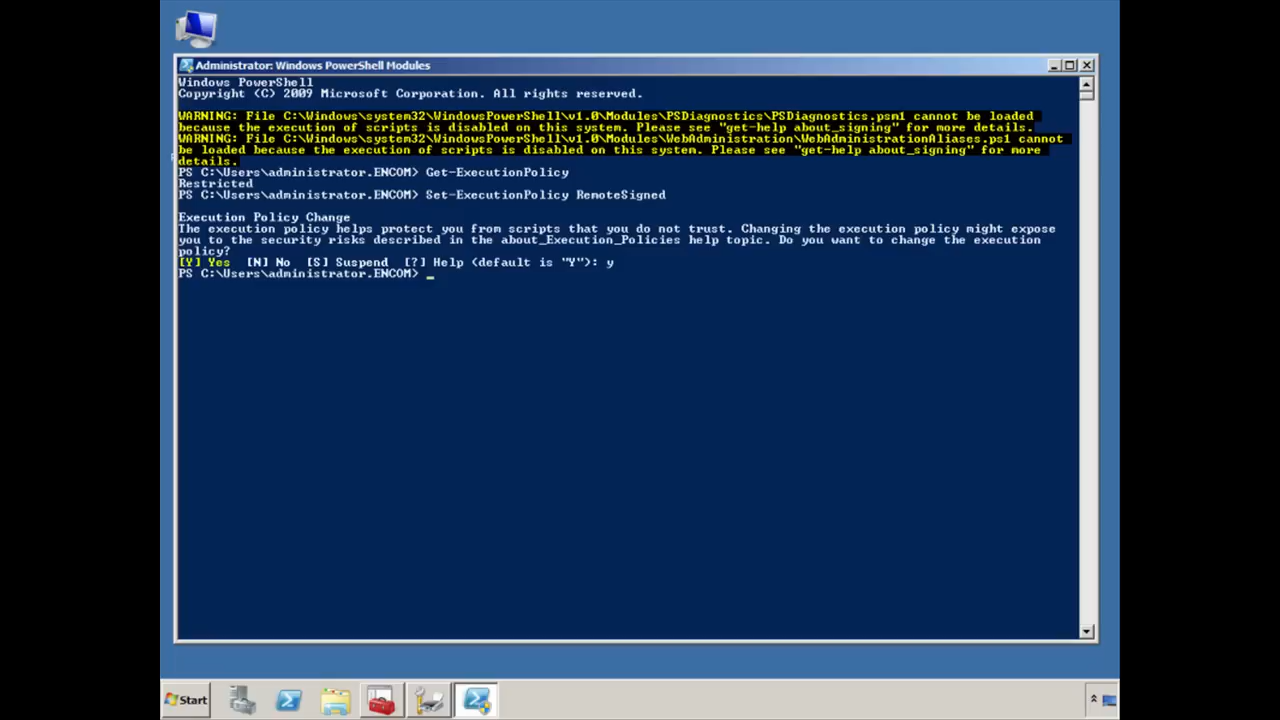 Administrator: Windows PowerShell Modules
Windows PowerShell
Copyright (C) 2009 Microsoft Corporation. All rights reserved.
WARNING: File C:\Windows\system32\WindowsPowerShell\v1.0\Modules\PSDiagnostics\PSDiagnostics.psm1 cannot be loaded
because the execution of scripts is disabled on this system. Please see "get-help about_signing" for more details.
WARNING: File C:\Windows\system32\WindowsPowerShell\v1.0\Modules\WebAdministration\WebAdministrationAliases.ps1 cannot
be loaded because the execution of scripts is disabled on this system. Please see "get-help about_signing" for more
details.
PS C:\Users\administrator.ENCOM> Get-ExecutionPolicy
Restricted
PS C:\Users\administrator.ENCOM> Set-ExecutionPolicy RemoteSigned
Execution Policy Change
The execution policy helps protect you from scripts that you do not trust. Changing the execution policy might expose
you to the security risks described in the about_Execution_Policies help topic. Do you want to change the execution
policy?
[Y] Yes  [N] No  [S] Suspend  [?] Help (default is "Y"): y
PS C:\Users\administrator.ENCOM> _
Start